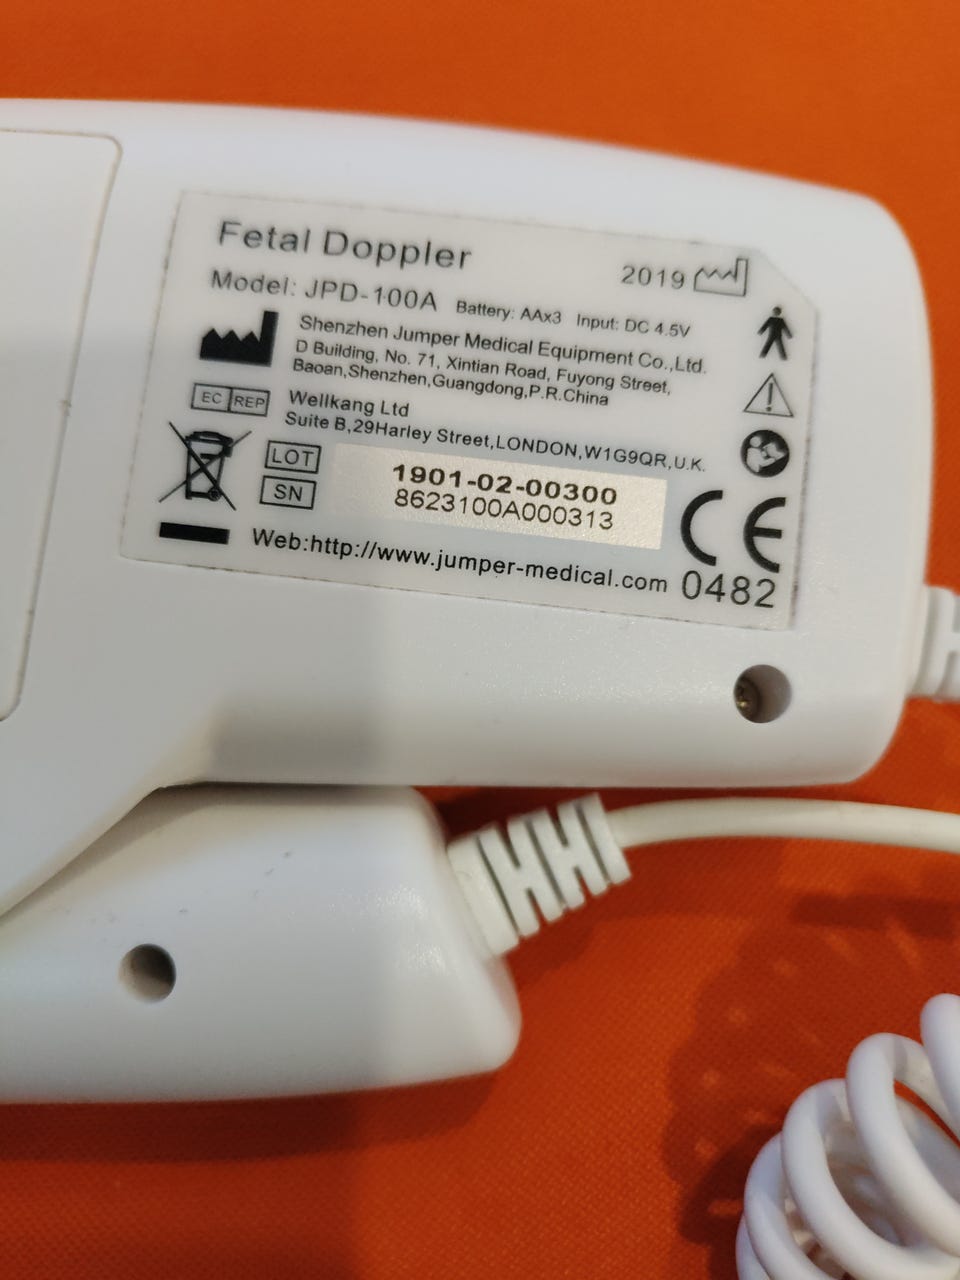 Fetal Doppler
2019
Model: JPD-100A Battery: AAx3 Input: DC 4.5V
Shenzhen Jumper Medical Equipment Co.,Ltd.
D Building, No. 71, Xintian Road, Fuyong Street,
Baoan,Shenzhen,Guangdong,P.R.China
EC REP
Wellkang Ltd
Suite B,29Harley Street,LONDON,W1G9QR,U.K.
LOT 1901-02-00300
SN 8623100A000313
CE
0482
Web:http://www.jumper-medical.com